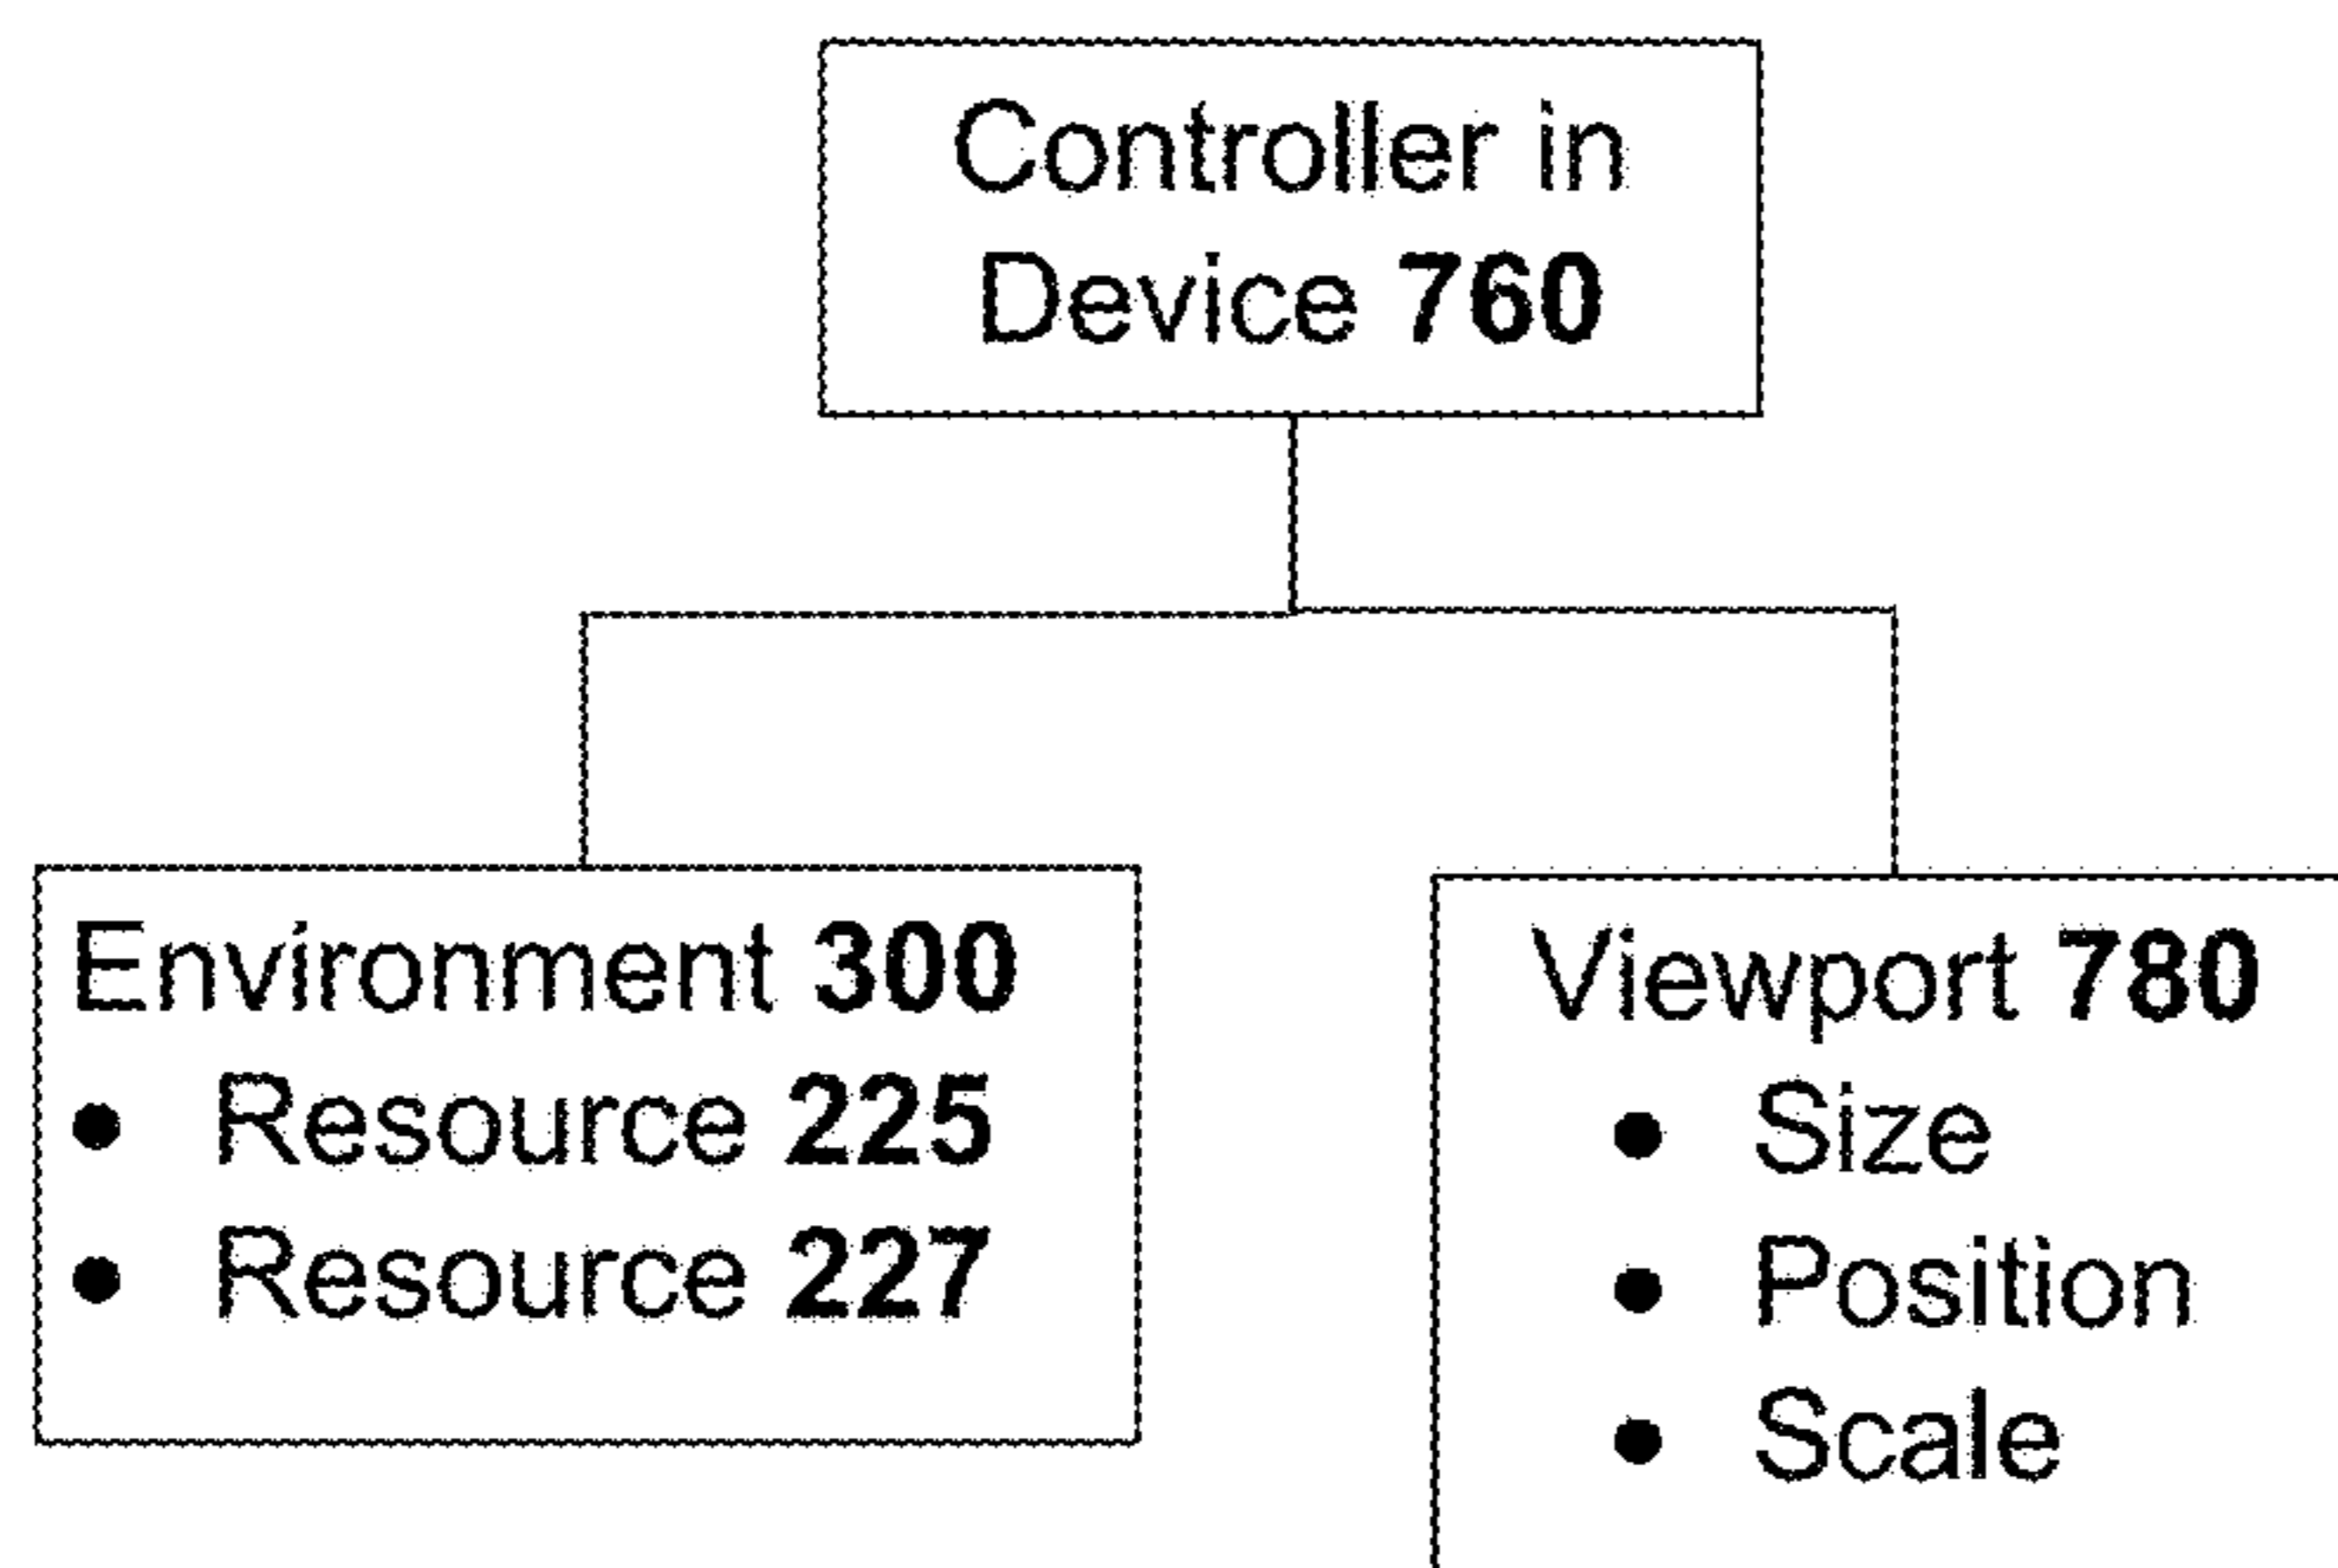 Controller in
Device 760
Environment 300
• Resource 225
• Resource 227
Viewport 780
• Size
• Position
• Scale